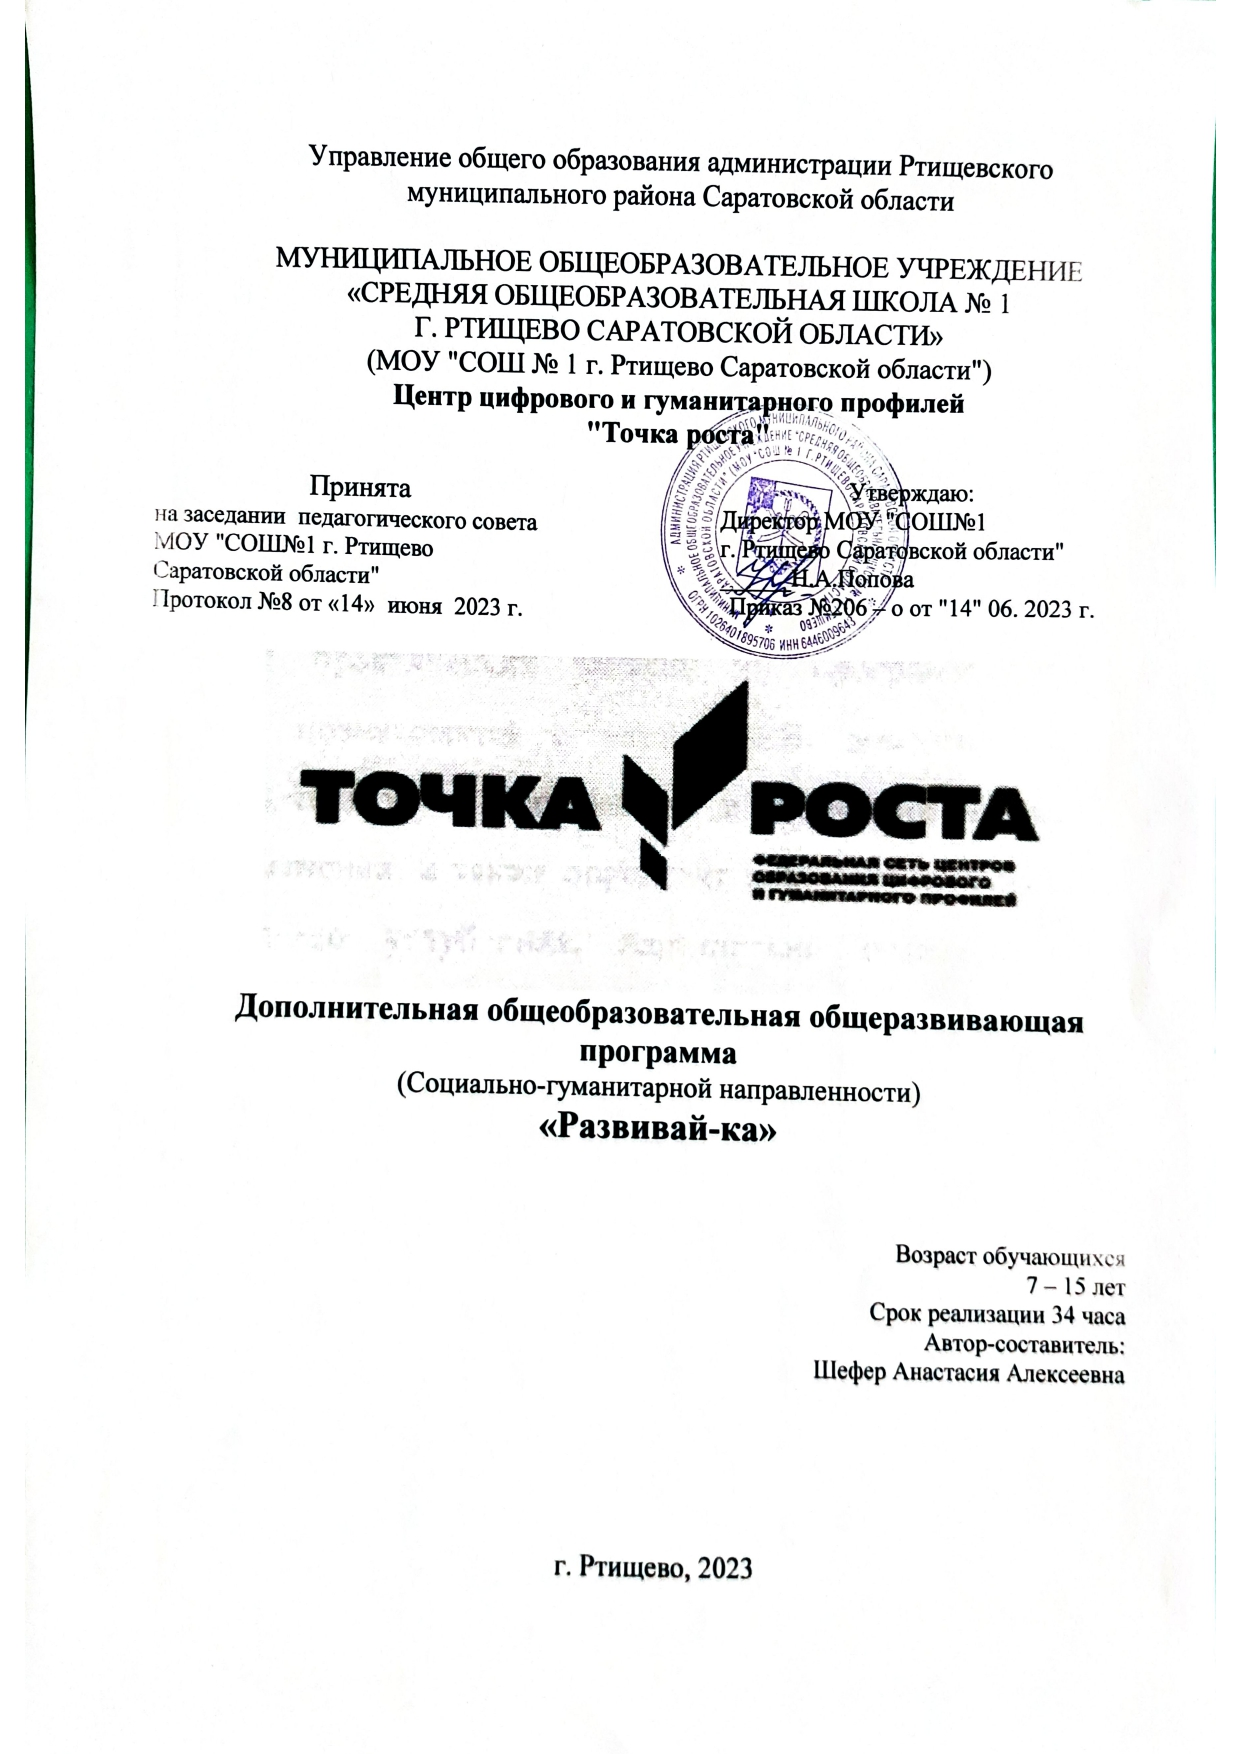 Управление общего образования администрации Ртищевского
муниципального района Саратовской области
МУНИЦИПАЛЬНОЕ ОБЩЕОБРАЗОВАТЕЛЬНОЕ УЧРЕЖДЕНИЕ
«СРЕДНЯЯ ОБЩЕОБРАЗОВАТЕЛЬНАЯ ШКОЛА № 1
Г. РТИЩЕВО САРАТОВСКОЙ ОБЛАСТИ»
(МОУ "СОШ № 1 г. Ртищево Саратовской области")
Центр цифрового и гуманитарного профилей
"Точка роста"
Принята
на заседании педагогического совета
МОУ "СОШ№1 г. Ртищево
Саратовской области"
Протокол №8 от «14» июня 2023 г.
Утверждаю:
Директор МОУ "СОШ№1
г. Ртищево Саратовской области"
Н.А.Попова
Приказ №206 – о от "14" 06. 2023 г.
ОГРН 1026401895706 ИНН 6446009643
ТОЧКА РОСТА
ФЕДЕРАЛЬНАЯ СЕТЬ ЦЕНТРОВ
ОБРАЗОВАНИЯ ЦИФРОВОГО
И ГУМАНИТАРНОГО ПРОФИЛЕЙ
Дополнительная общеобразовательная общеразвивающая
программа
(Социально-гуманитарной направленности)
«Развивай-ка»
Возраст обучающихся
7 – 15 лет
Срок реализации 34 часа
Автор-составитель:
Шефер Анастасия Алексеевна
г. Ртищево, 2023